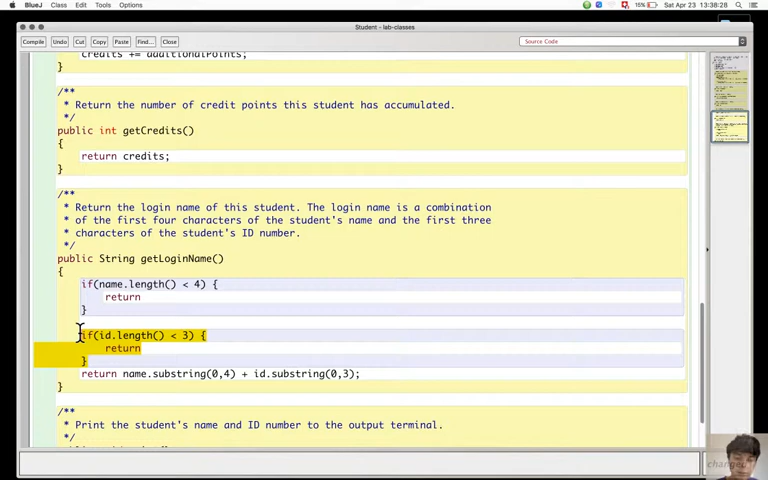 BlueJ Class Edit Tools Options
15% Sat Apr 23 13:38:28
Student - lab-classes
Compile Undo Cut Copy Paste Find... Close
Source Code
credits += additionalPoints;
}
/**
* Return the number of credit points this student has accumulated.
*/
public int getCredits()
{
return credits;
}
/**
* Return the login name of this student. The login name is a combination
* of the first four characters of the student's name and the first three
* characters of the student's ID number.
*/
public String getLoginName()
{
if(name.length() < 4) {
return
}
if(id.length() < 3) {
return
}
return name.substring(0,4) + id.substring(0,3);
}
/**
* Print the student's name and ID number to the output terminal.
*/
changed